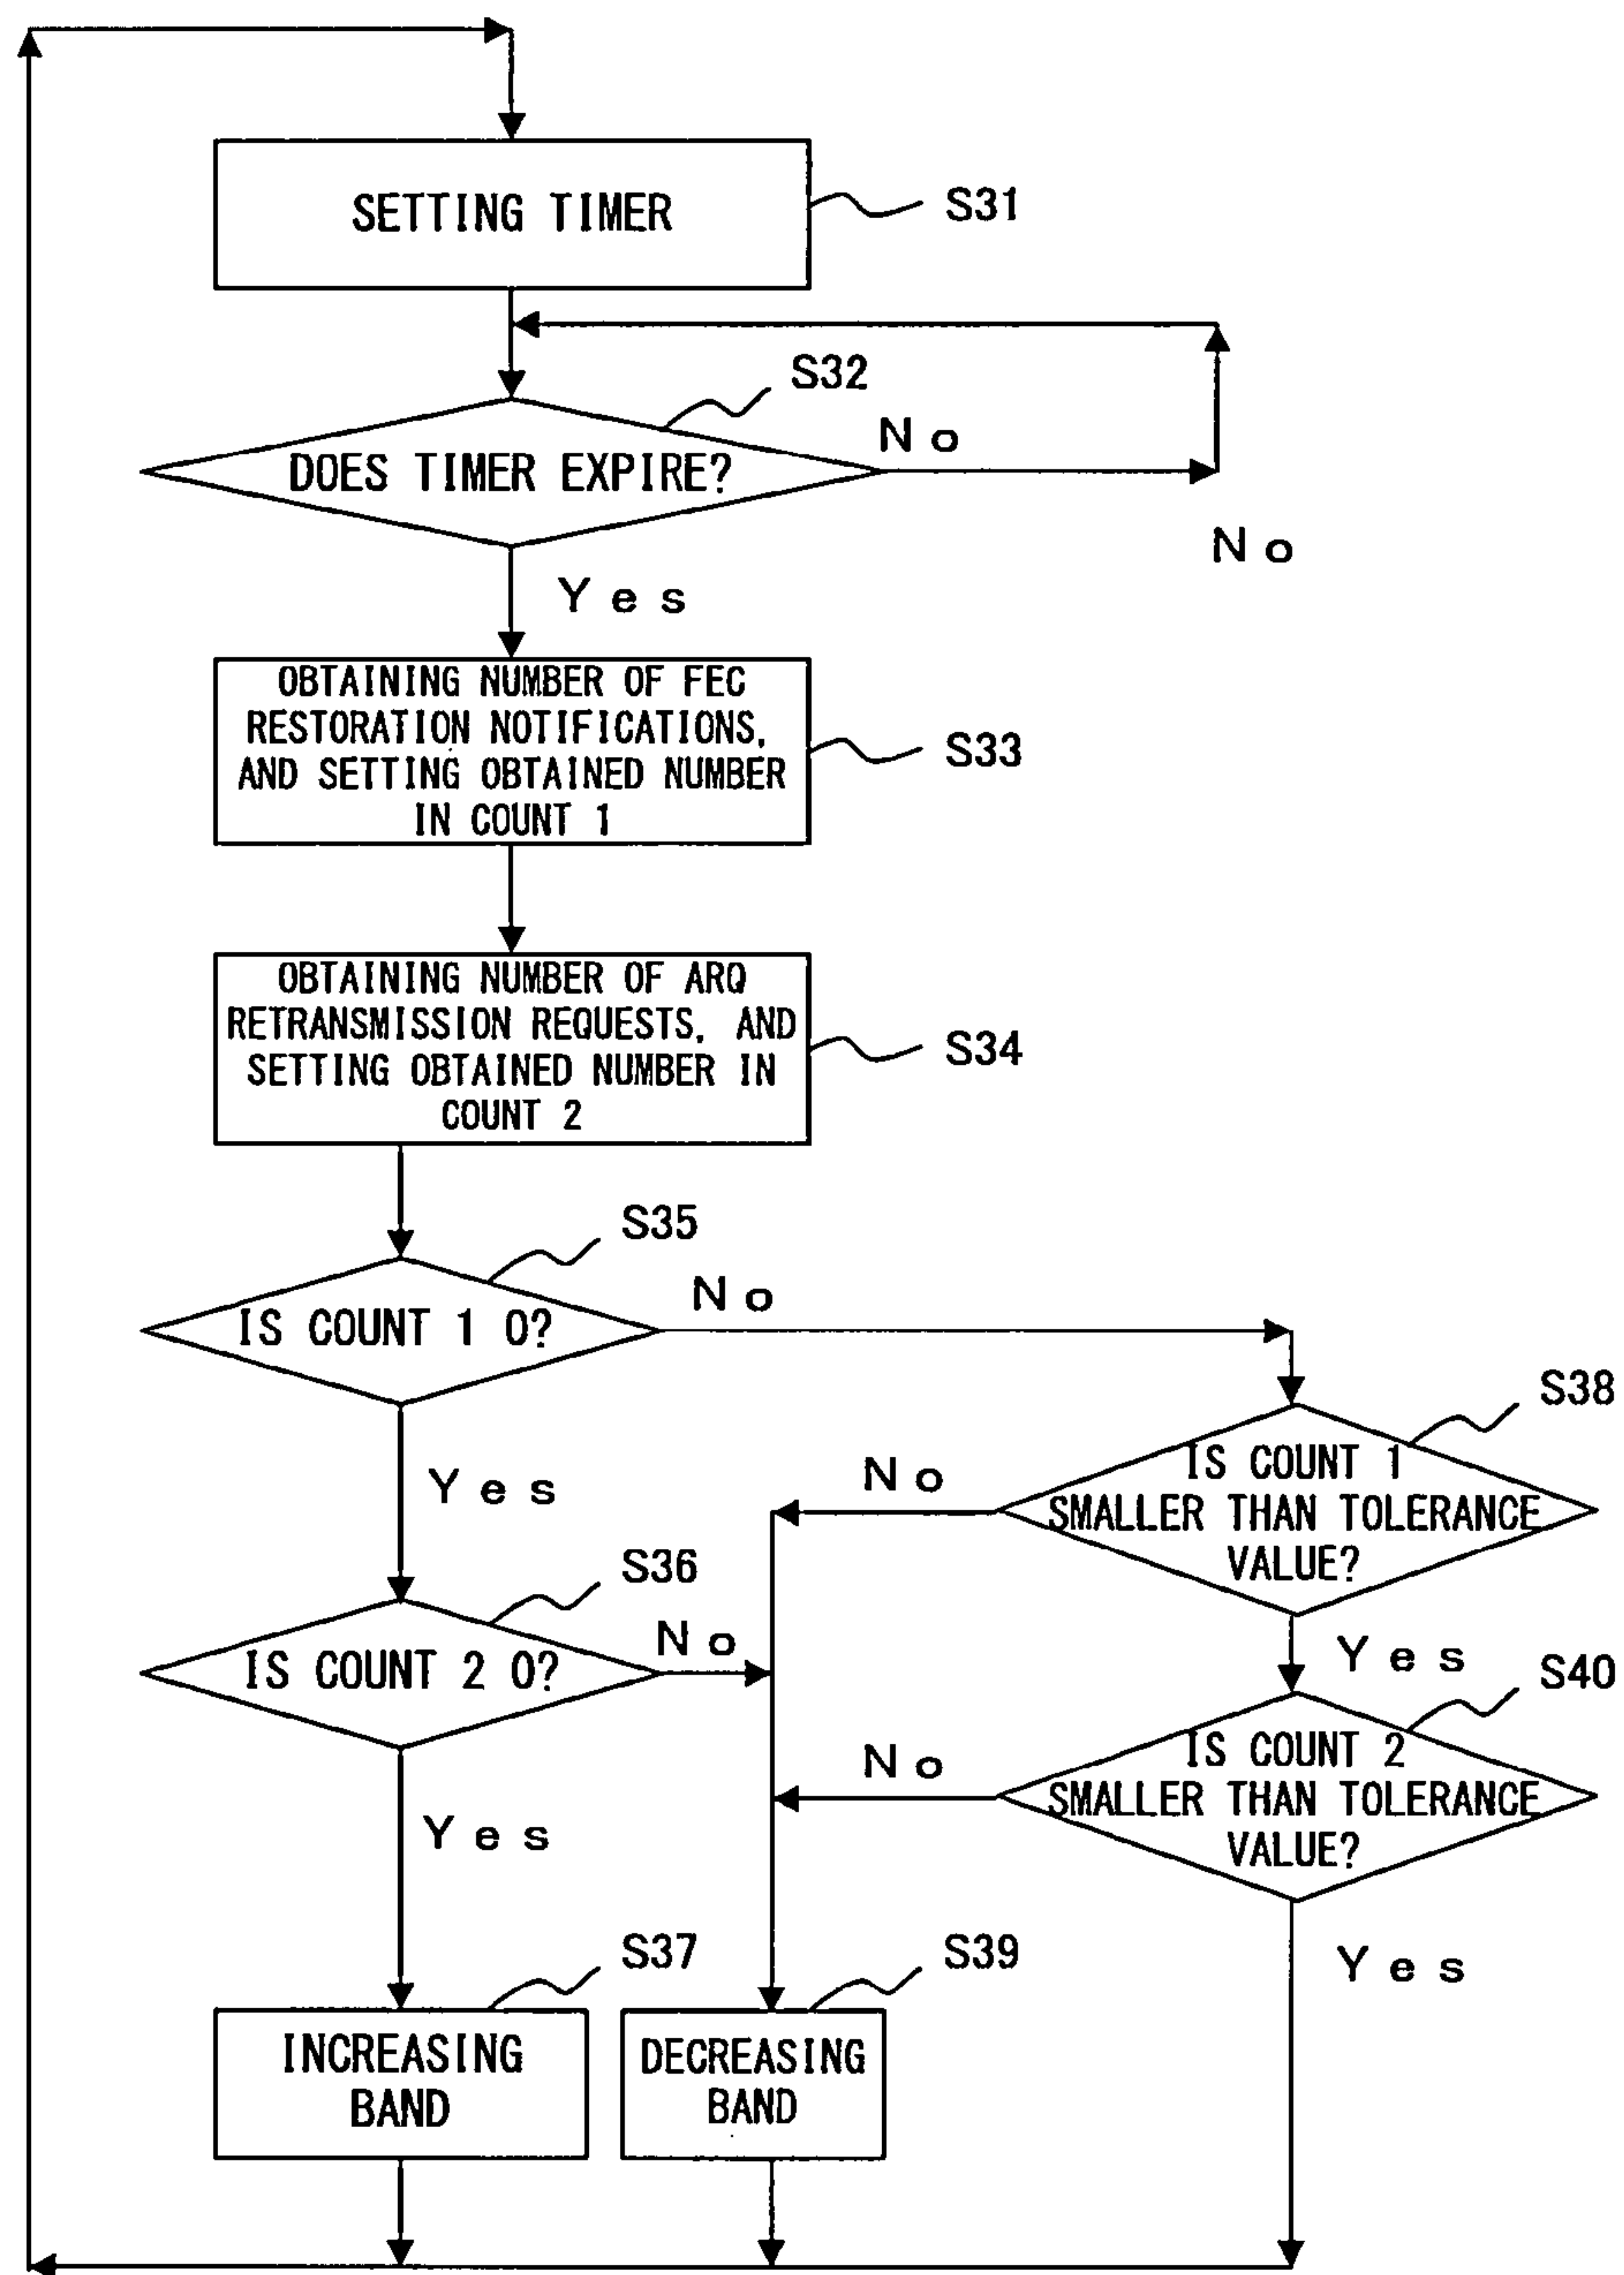 SETTING TIMER
S31
S32
DOES TIMER EXPIRE?
No
No
Yes
OBTAINING NUMBER OF FEC
RESTORATION NOTIFICATIONS,
AND SETTING OBTAINED NUMBER
IN COUNT 1
S33
OBTAINING NUMBER OF ARQ
RETRANSMISSION REQUESTS, AND
SETTING OBTAINED NUMBER IN
COUNT 2
S34
S35
IS COUNT 1 0?
No
Yes
S38
IS COUNT 1
SMALLER THAN TOLERANCE
VALUE?
No
Yes
S36
IS COUNT 2 0?
No
Yes
S40
IS COUNT 2
SMALLER THAN TOLERANCE
VALUE?
No
Yes
S37
INCREASING
BAND
S39
DECREASING
BAND